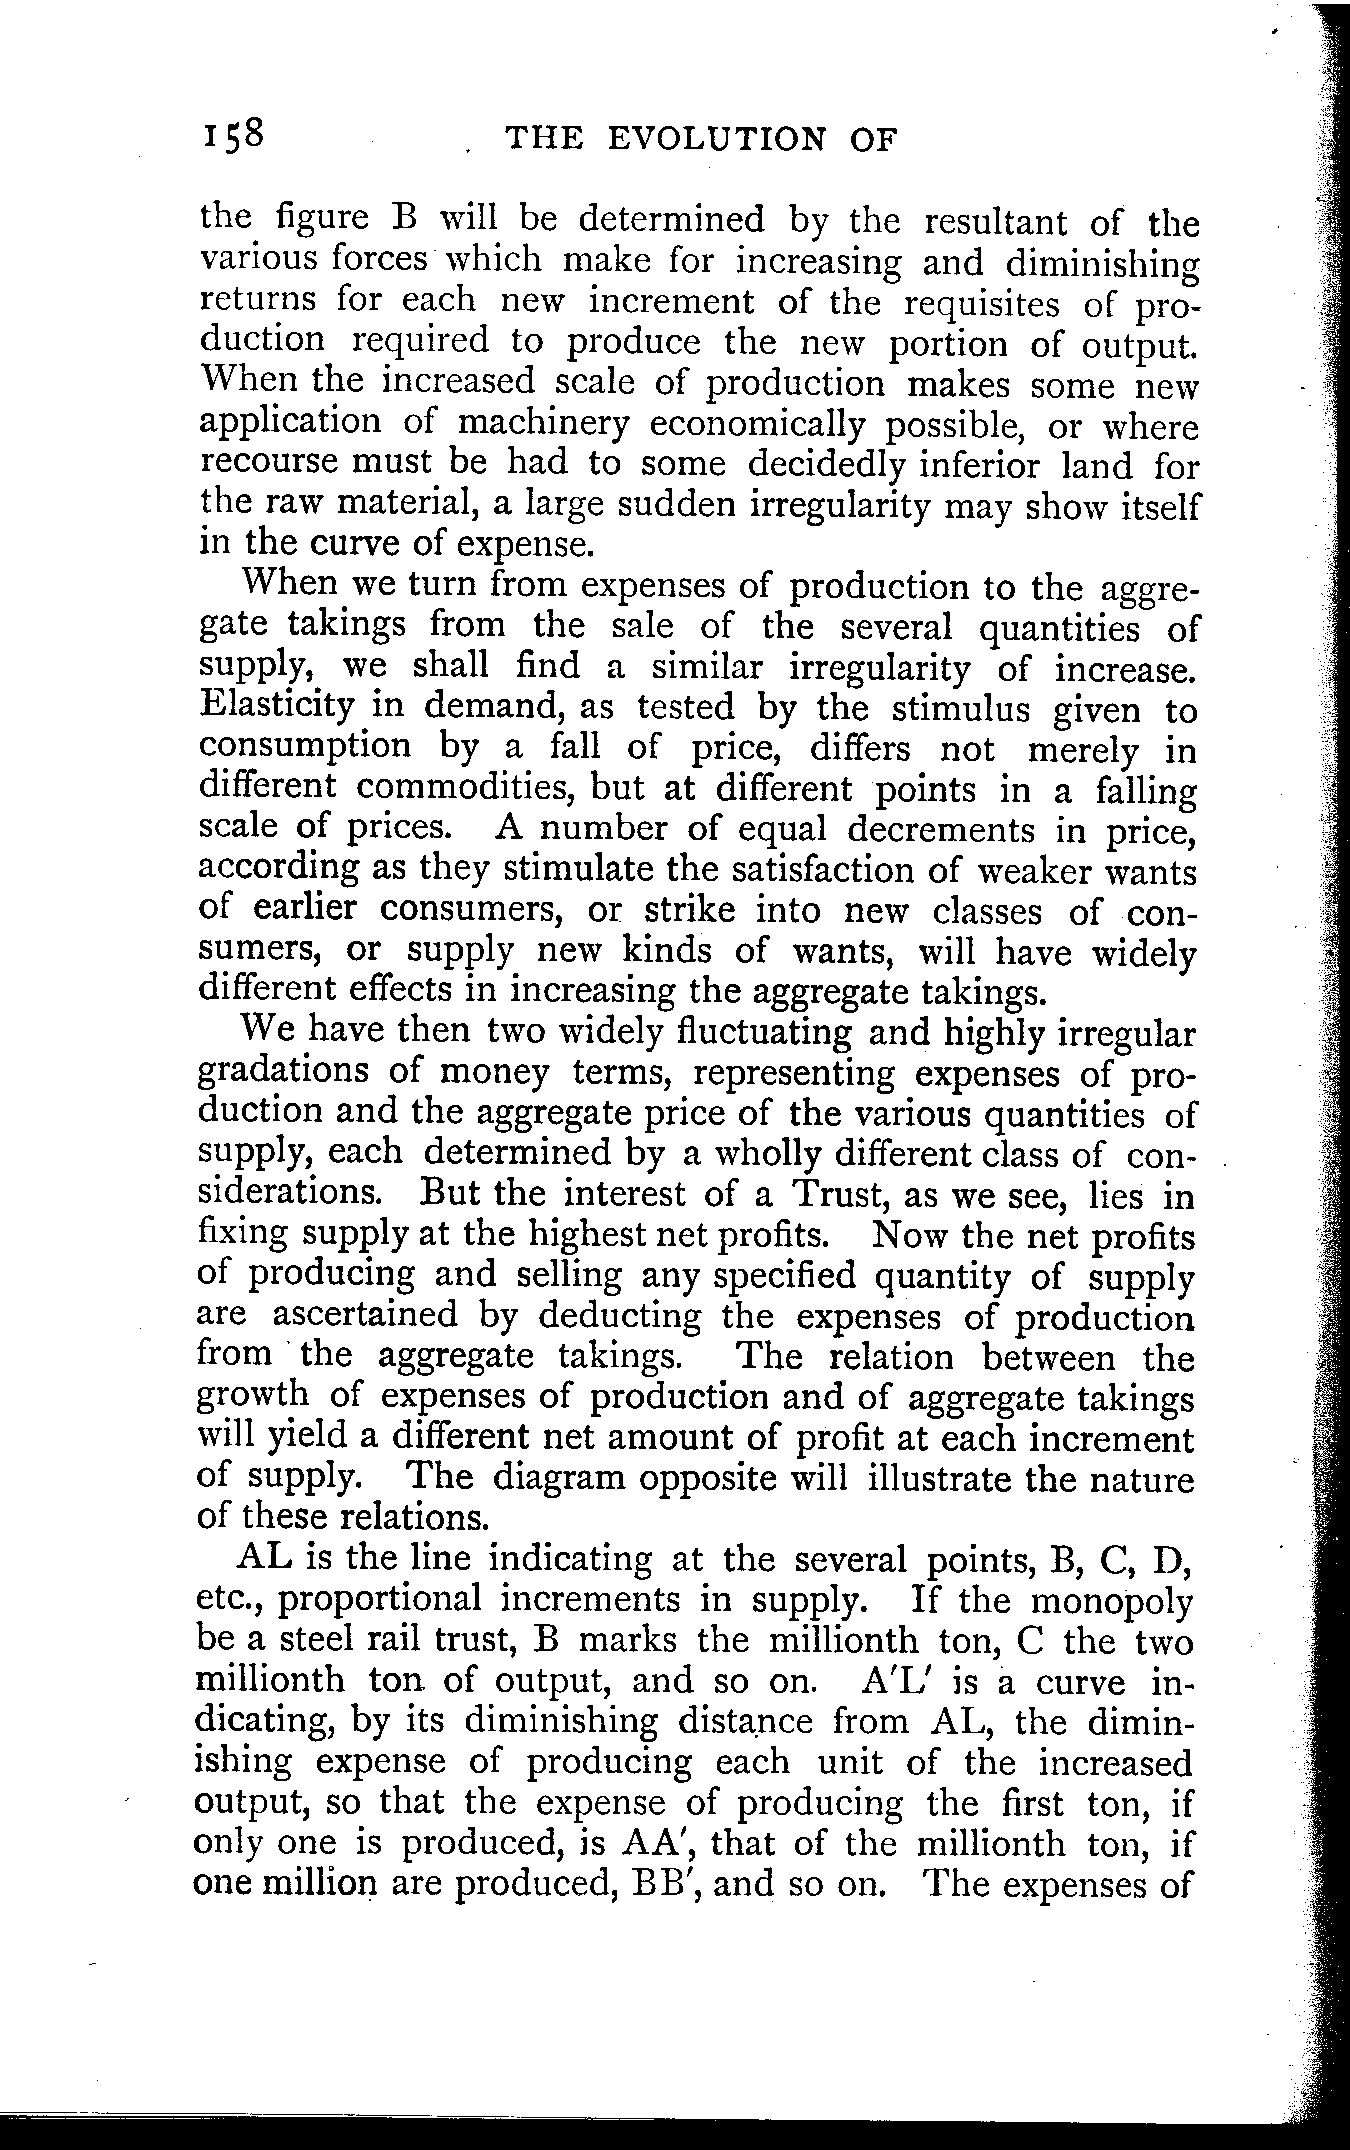 158 THE EVOLUTION OF
the figure B will be determined by the resultant of the
various forces which make for increasing and diminishing
returns for each new increment of the requisites of pro-
duction required to produce the new portion of output.
When the increased scale of production makes some new
application of machinery economically possible, or where
recourse must be had to some decidedly inferior land for
the raw material, a large sudden irregularity may show itself
in the curve of expense.
When we turn from expenses of production to the aggre-
gate takings from the sale of the several quantities of
supply, we shall find a similar irregularity of increase.
Elasticity in demand, as tested by the stimulus given to
consumption by a fall of price, differs not merely in
different commodities, but at different points in a falling
scale of prices. A number of equal decrements in price,
according as they stimulate the satisfaction of weaker wants
of earlier consumers, or strike into new classes of con-
sumers, or supply new kinds of wants, will have widely
different effects in increasing the aggregate takings.
We have then two widely fluctuating and highly irregular
gradations of money terms, representing expenses of pro-
duction and the aggregate price of the various quantities of
supply, each determined by a wholly different class of con-
siderations. But the interest of a Trust, as we see, lies in
fixing supply at the highest net profits. Now the net profits
of producing and selling any specified quantity of supply
are ascertained by deducting the expenses of production
from the aggregate takings. The relation between the
growth of expenses of production and of aggregate takings
will yield a different net amount of profit at each increment
of supply. The diagram opposite will illustrate the nature
of these relations.
AL is the line indicating at the several points, B, C, D,
etc., proportional increments in supply. If the monopoly
be a steel rail trust, B marks the millionth ton, C the two
millionth ton of output, and so on. A′L′ is a curve in-
dicating, by its diminishing distance from AL, the dimin-
ishing expense of producing each unit of the increased
output, so that the expense of producing the first ton, if
only one is produced, is AA′, that of the millionth ton, if
one million are produced, BB′, and so on. The expenses of